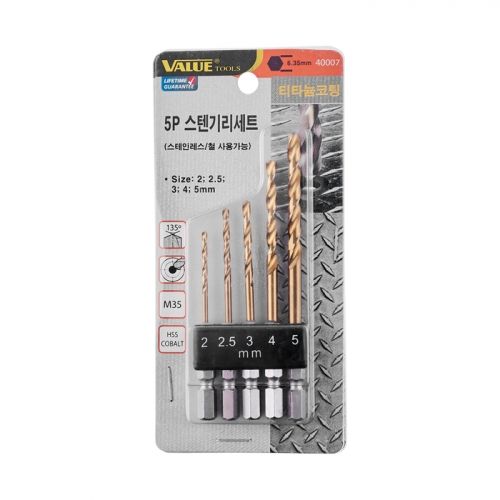 VALUE® TOOLS
6.35mm 40007
LIFETIME
GUARANTEE
티타늄코팅
5P 스텐기리세트
(스테인레스/철 사용가능)
• Size: 2; 2.5;
3; 4; 5mm
135º
M35
HSS
COBALT
2 2.5 3 4 5
mm